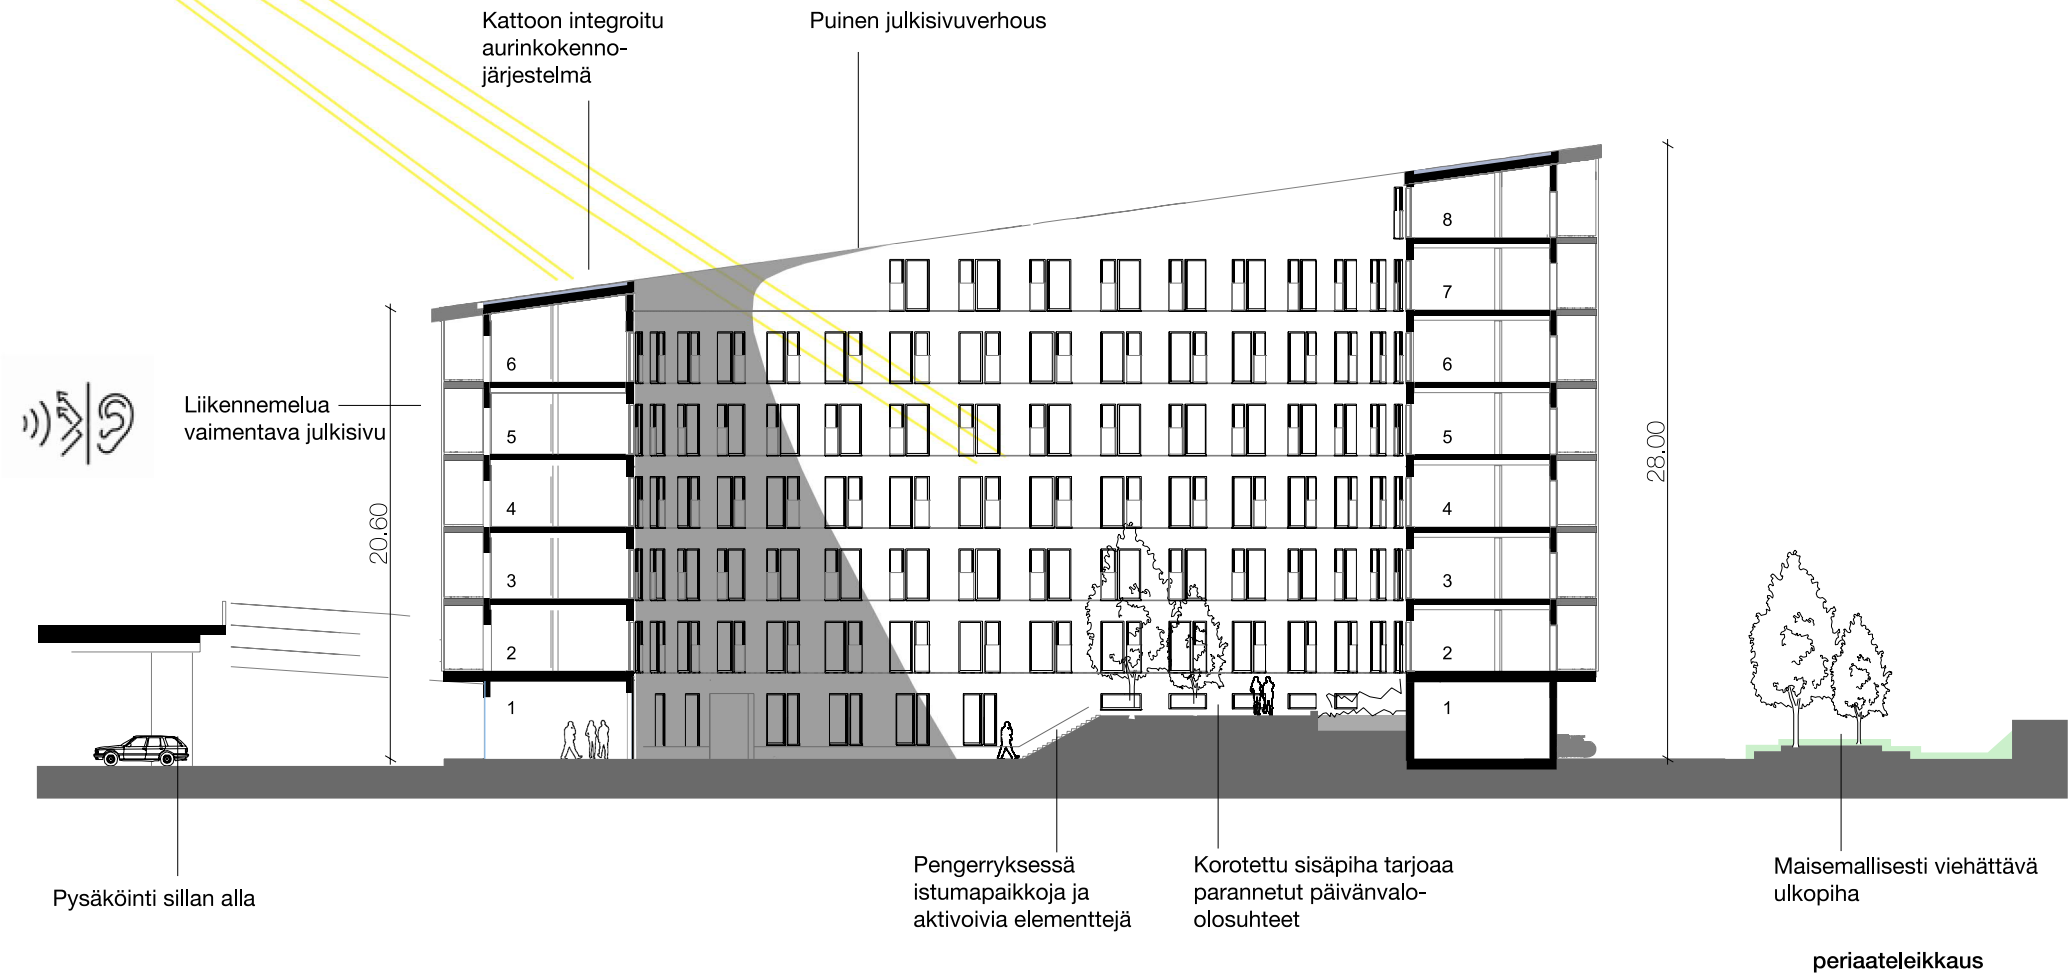 Kattoon integroitu
aurinkokenno-
järjestelmä
Puinen julkisivuverhous
Liikennemelua
vaimentava julkisivu
20.60
28.00
6
5
4
3
2
1
8
7
6
5
4
3
2
1
Pysäköinti sillan alla
Pengerryksessä
istumapaikkoja ja
aktivoivia elementtejä
Korotettu sisäpiha tarjoaa
parannetut päivänvalo-
olosuhteet
Maisemallisesti viehättävä
ulkopiha
periaateleikkaus